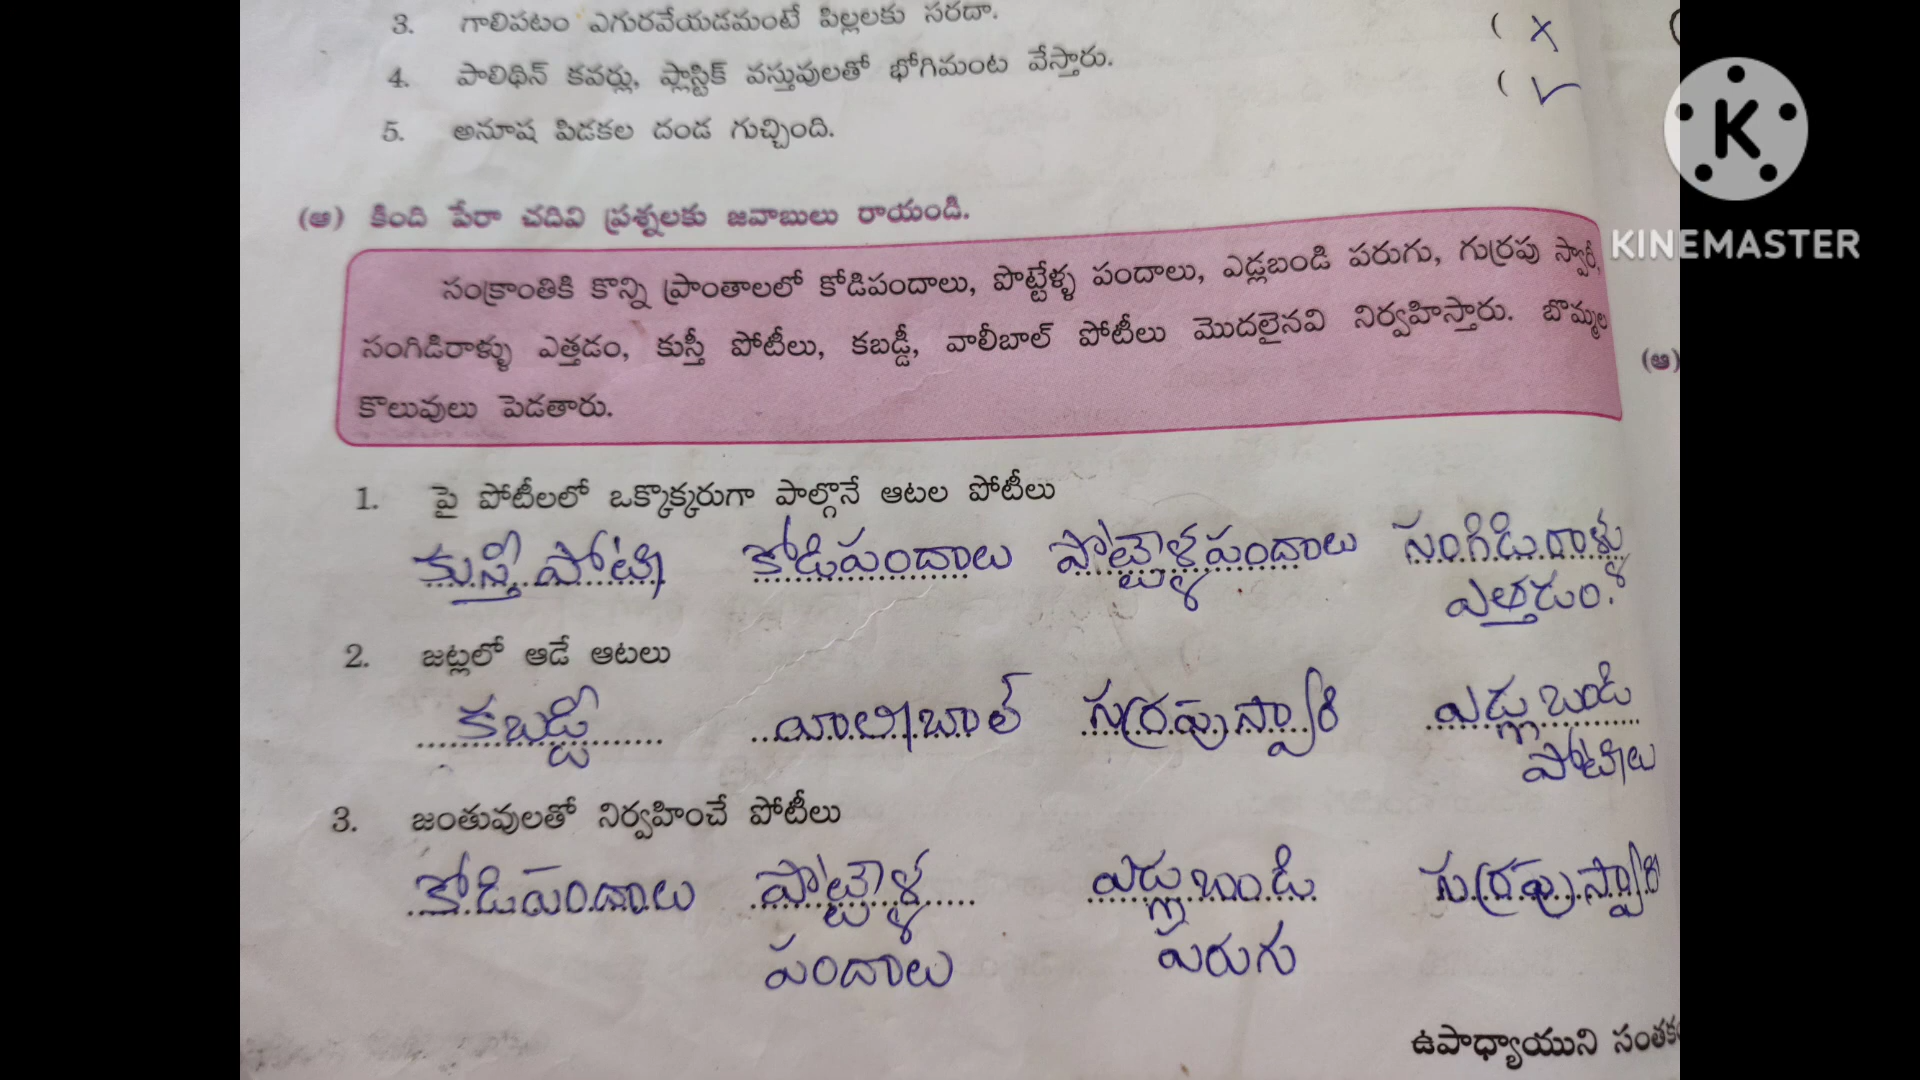 3. గాలిపటం ఎగురవేయడమంటే పిల్లలకు సరదా. (
4. పాలిథిన్ కవర్లు, ప్లాస్టిక్ వస్తువులతో భోగిమంట వేస్తారు. ( x
5. అనూష పిడకల దండ గుచ్చింది. ( ✓
KINEMASTER
(ఆ) కింది పేరా చదివి ప్రశ్నలకు జవాబులు రాయండి.
సంక్రాంతికి కొన్ని ప్రాంతాలలో కోడిపందాలు, పొట్టేళ్ళ పందాలు, ఎడ్లబండి పరుగు, గుర్రపు స్వారీ,
సంగిడిరాళ్ళు ఎత్తడం, కుస్తీ పోటీలు, కబడ్డీ, వాలీబాల్ పోటీలు మొదలైనవి నిర్వహిస్తారు. బొమ్మల
కొలువులు పెడతారు.
(ఆ)
1. పై పోటీలలో ఒక్కొక్కరుగా పాల్గొనే ఆటల పోటీలు
కుస్తీ పోటీ కోడిపందాలు పొట్టేళ్ళపందాలు సంగిడిరాళ్ళు
ఎత్తడం.
2. జట్లలో ఆడే ఆటలు
కబడ్డి వాలీబాల్ గుర్రపుస్వారి ఎడ్లబండి
పోటీలు
3. జంతువులతో నిర్వహించే పోటీలు
కోడిపందాలు పొట్టేళ్ళ ఎడ్లబండి గుర్రపుస్వారి
పందాలు పరుగు
ఉపాధ్యాయుని